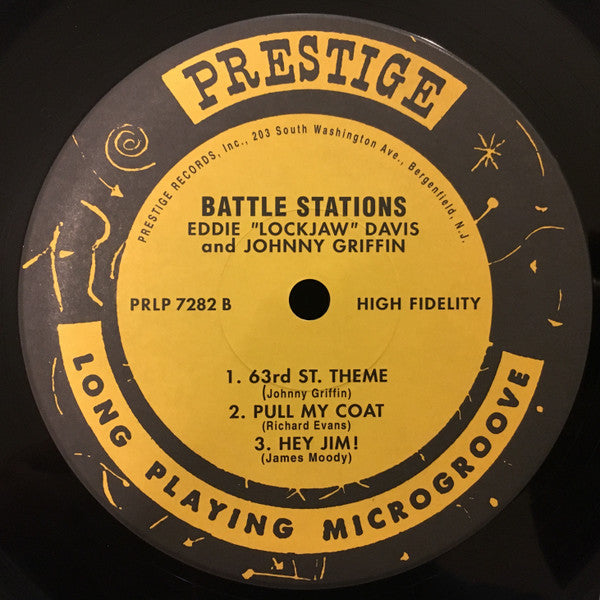 PRESTIGE
PRESTIGE RECORDS, Inc., 203 South Washington Ave., Bergenfield, N.J.
BATTLE STATIONS
EDDIE "LOCKJAW" DAVIS
and JOHNNY GRIFFIN
PRLP 7282 B HIGH FIDELITY
1. 63rd ST. THEME
(Johnny Griffin)
2. PULL MY COAT
(Richard Evans)
3. HEY JIM!
(James Moody)
LONG PLAYING MICROGROOVE